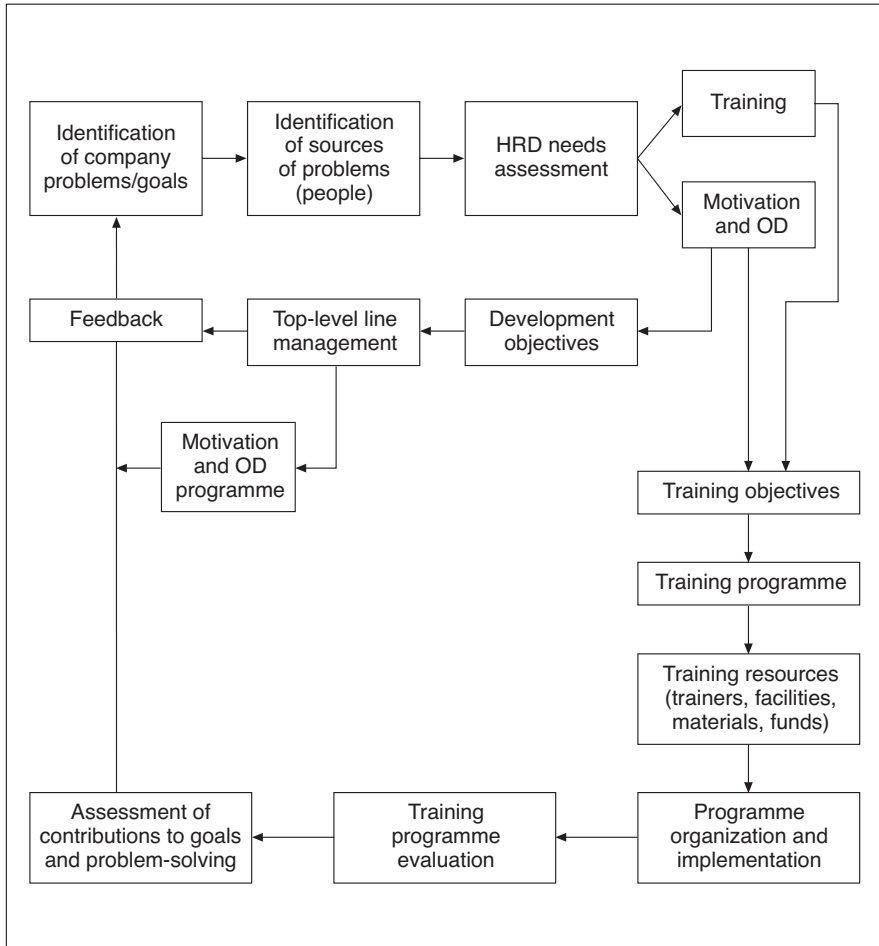 Identification
of company
problems/goals
Identification
of sources
of problems
(people)
HRD needs
assessment
Training
Motivation
and OD
Feedback
Top-level line
management
Development
objectives
Motivation
and OD
programme
Training objectives
Training programme
Training resources
(trainers, facilities,
materials, funds)
Assessment of
contributions to goals
and problem-solving
Training
programme
evaluation
Programme
organization and
implementation